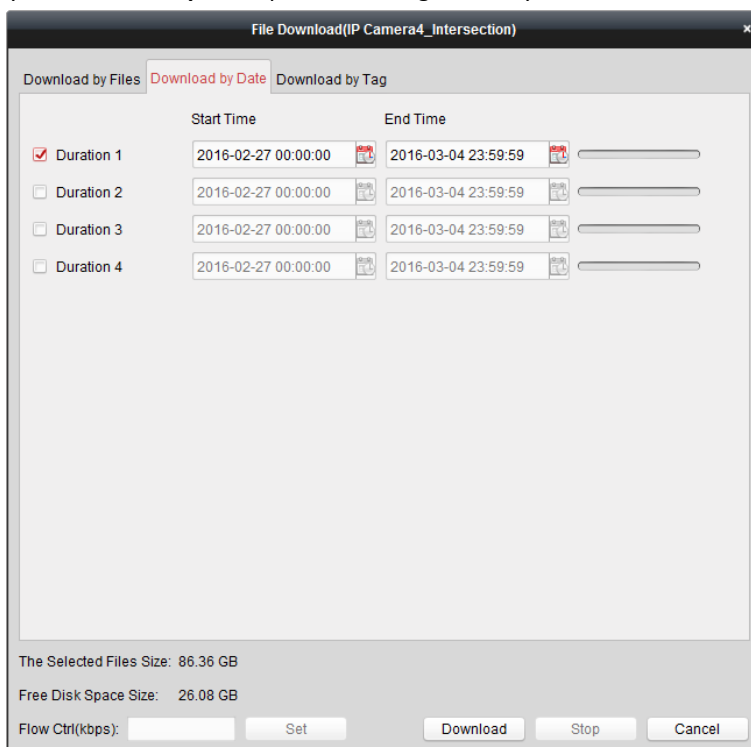 File Download(IP Camera4_Intersection) ×
Download by Files Download by Date Download by Tag
Start Time End Time
Duration 1 2016-02-27 00:00:00 2016-03-04 23:59:59
Duration 2 2016-02-27 00:00:00 2016-03-04 23:59:59
Duration 3 2016-02-27 00:00:00 2016-03-04 23:59:59
Duration 4 2016-02-27 00:00:00 2016-03-04 23:59:59
The Selected Files Size: 86.36 GB
Free Disk Space Size: 26.08 GB
Flow Ctrl(kbps): Set Download Stop Cancel